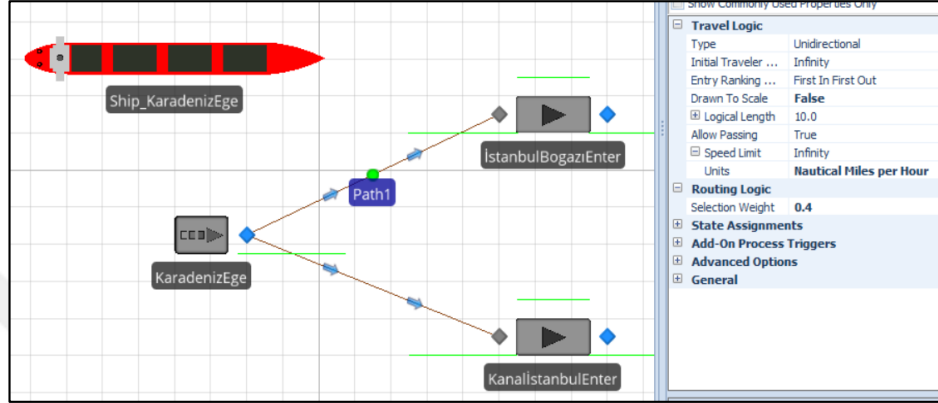 Show Commonly Used Properties Only
Travel Logic
Type Unidirectional
Initial Traveler ... Infinity
Entry Ranking ... First In First Out
Drawn To Scale False
Logical Length 10.0
Allow Passing True
Speed Limit Infinity
Units Nautical Miles per Hour
Routing Logic
Selection Weight 0.4
State Assignments
Add-On Process Triggers
Advanced Options
General
Ship_KaradenizEge
İstanbulBogazıEnter
Path1
KaradenizEge
KanalİstanbulEnter